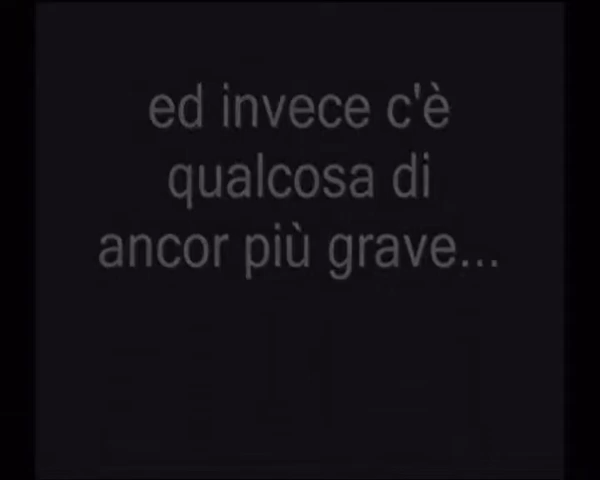 ed invece c'è
qualcosa di
ancor più grave...